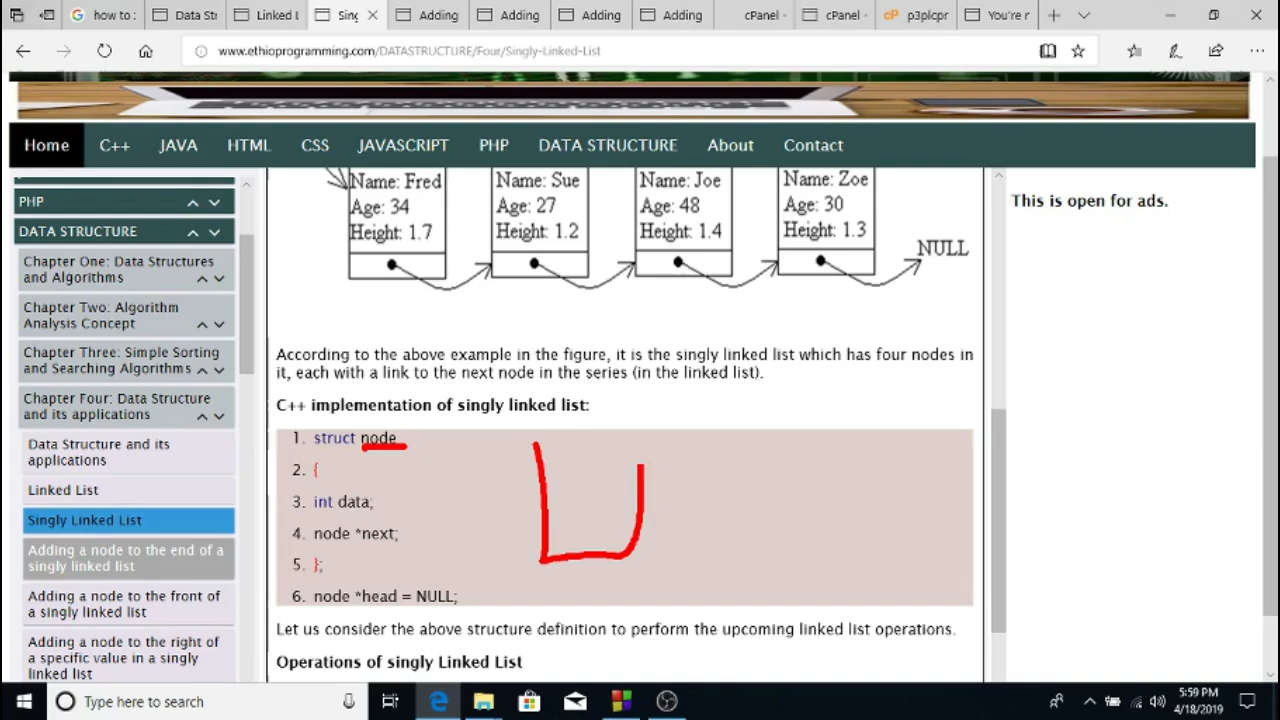 how to :
Data Str
Linked L
Sing
Adding
Adding
Adding
Adding
cPanel -
cPanel -
cP p3plcpr
You're r
www.ethioprogramming.com/DATASTRUCTURE/Four/Singly-Linked-List
Home C++ JAVA HTML CSS JAVASCRIPT PHP DATA STRUCTURE About Contact
PHP
DATA STRUCTURE
Chapter One: Data Structures
and Algorithms
Chapter Two: Algorithm
Analysis Concept
Chapter Three: Simple Sorting
and Searching Algorithms
Chapter Four: Data Structure
and its applications
Data Structure and its
applications
Linked List
Singly Linked List
Adding a node to the end of a
singly linked list
Adding a node to the front of
a singly linked list
Adding a node to the right of
a specific value in a singly
linked list
Name: Fred
Age: 34
Height: 1.7
Name: Sue
Age: 27
Height: 1.2
Name: Joe
Age: 48
Height: 1.4
Name: Zoe
Age: 30
Height: 1.3
NULL
According to the above example in the figure, it is the singly linked list which has four nodes in
it, each with a link to the next node in the series (in the linked list).
C++ implementation of singly linked list:
1. struct node
2. {
3. int data;
4. node *next;
5. };
6. node *head = NULL;
Let us consider the above structure definition to perform the upcoming linked list operations.
Operations of singly Linked List
This is open for ads.
Type here to search
5:59 PM
4/18/2019